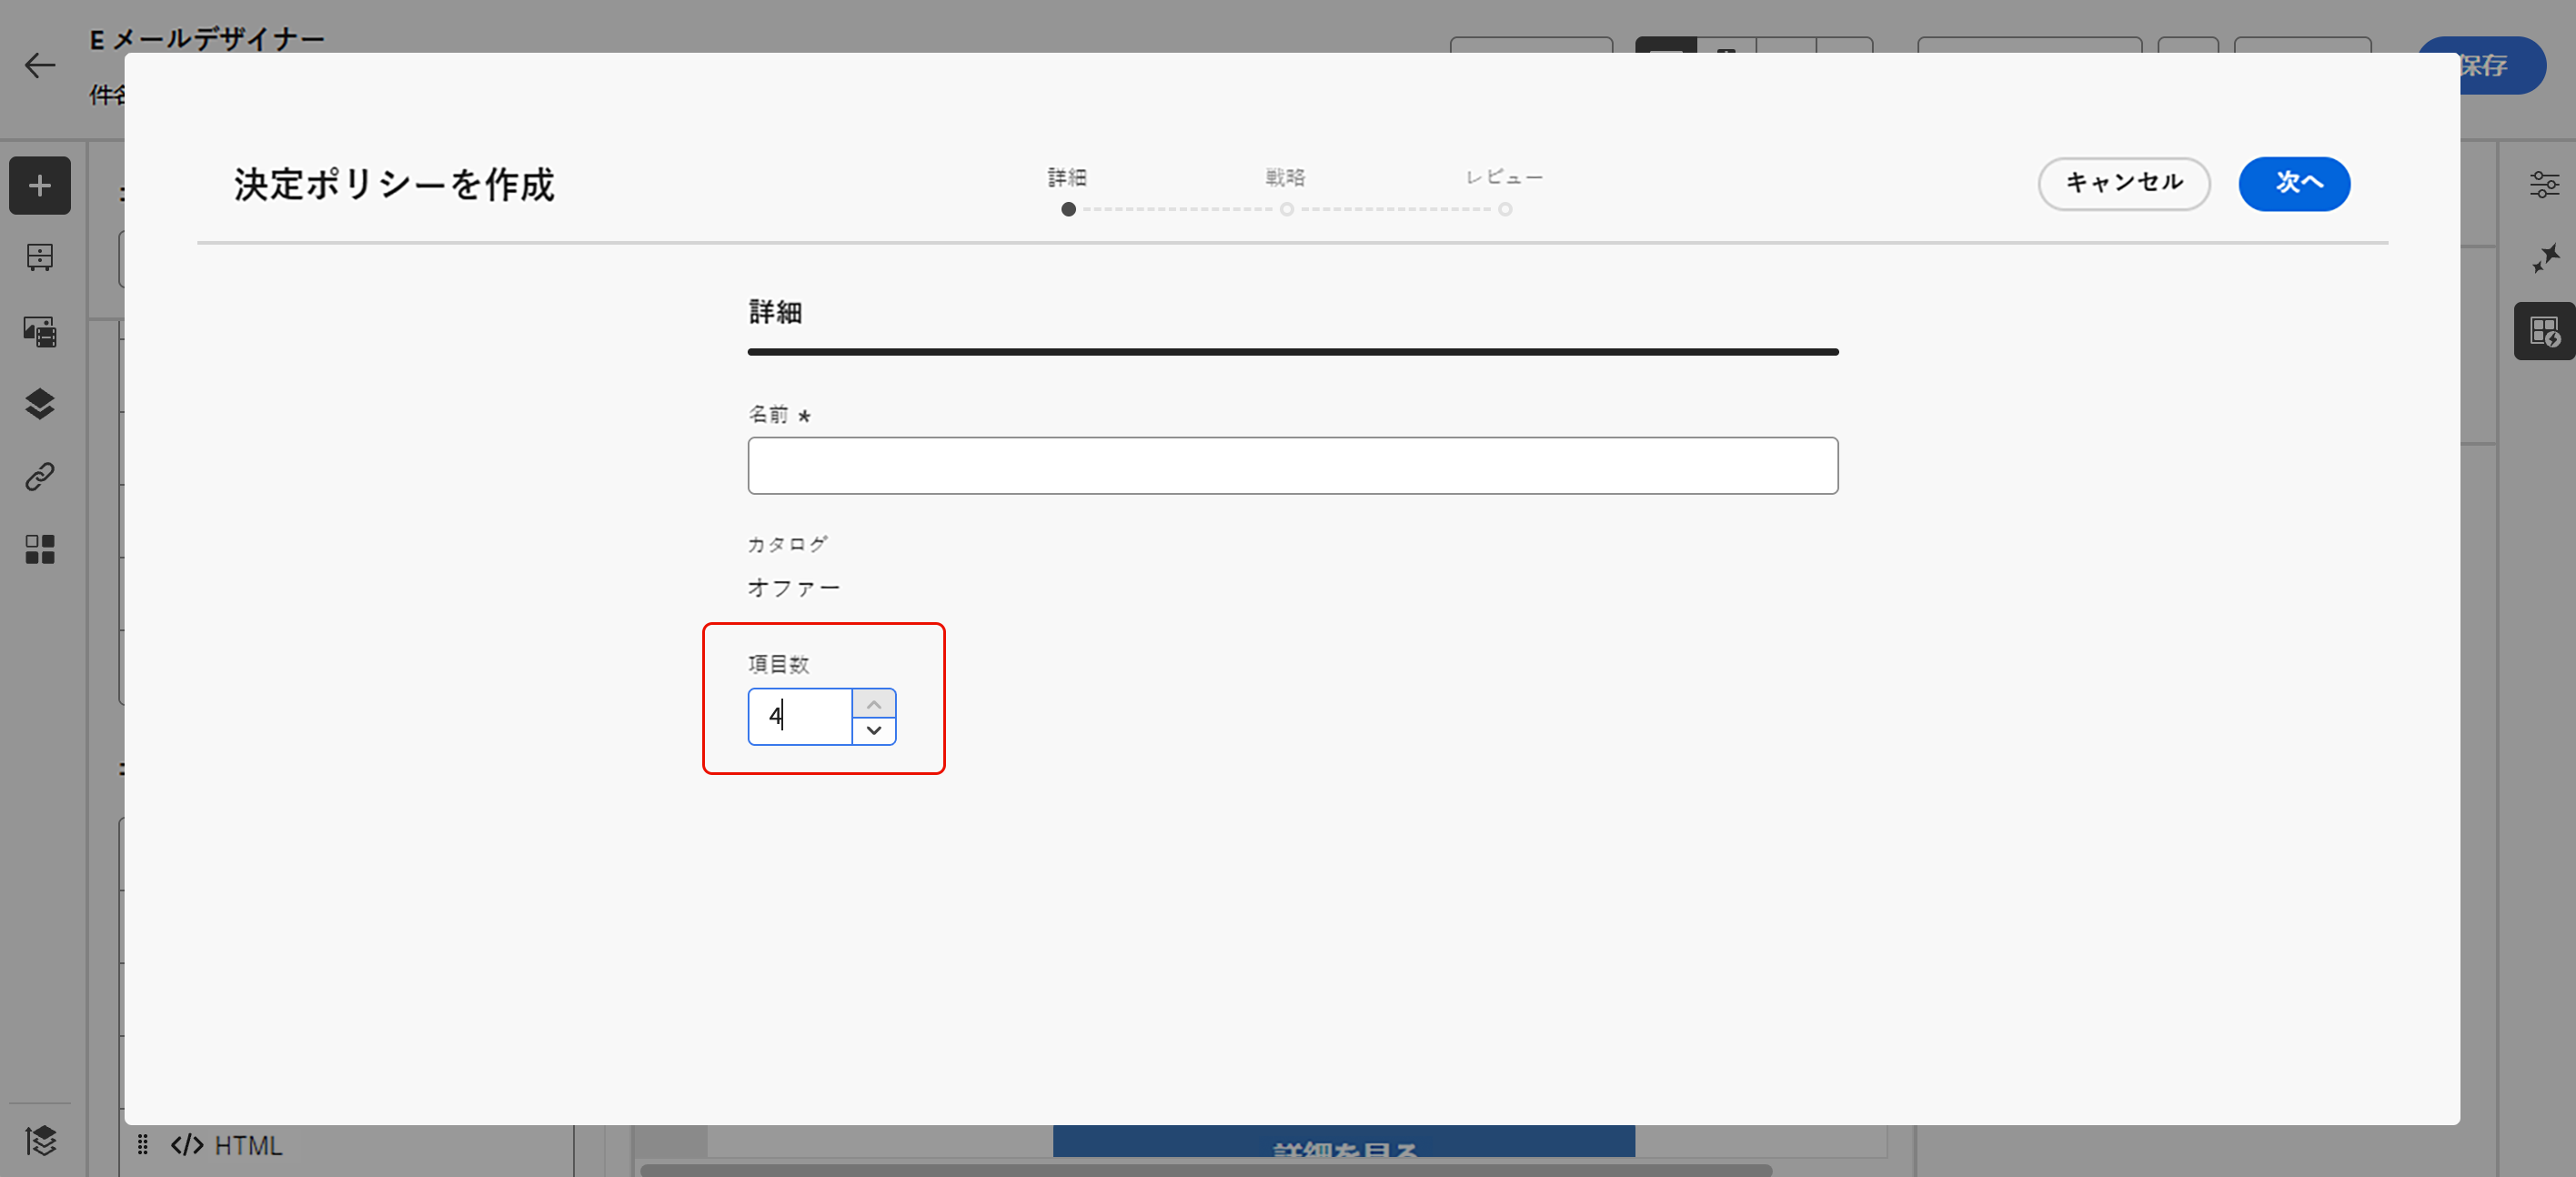 E メールデザイナー
件名
保存
決定ポリシーを作成
詳細
戦略
レビュー
キャンセル
次へ
詳細
名前 *
カタログ
オファー
項目数
4
</> HTML
詳細を見る